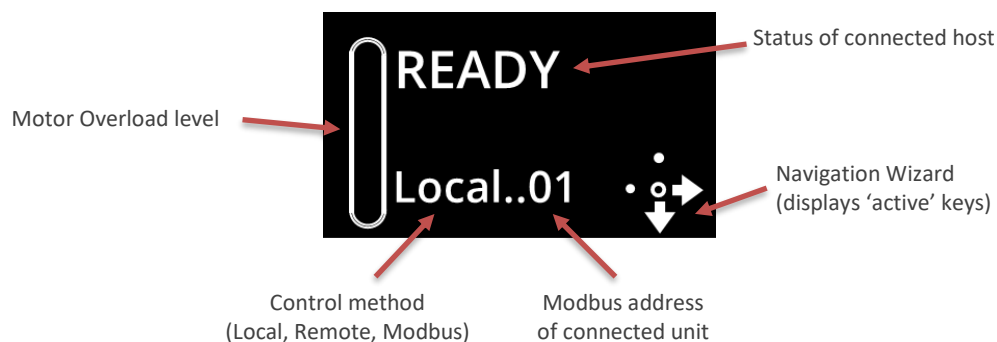 Status of connected host
READY
Motor Overload level
Local..01
Navigation Wizard
(displays ‘active’ keys)
Control method
(Local, Remote, Modbus)
Modbus address
of connected unit